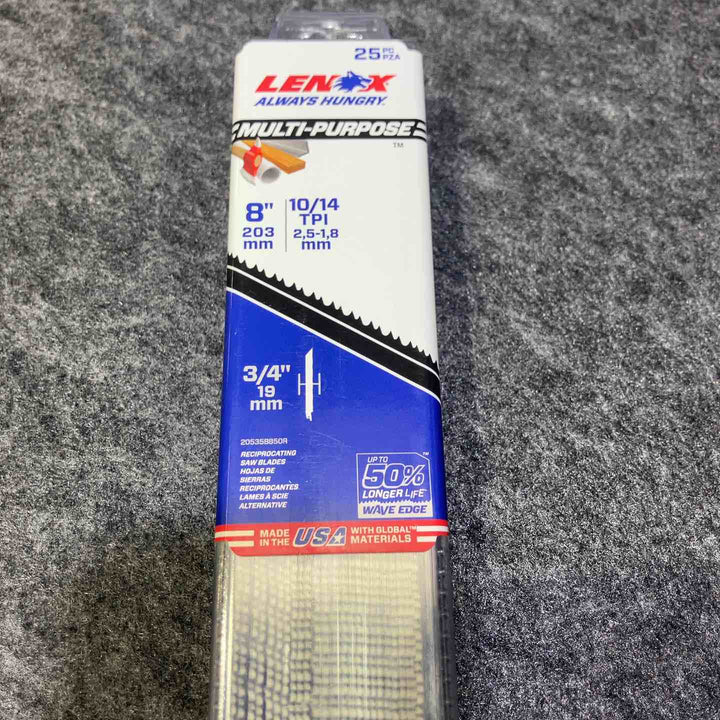 25 PC
PZA
LENOX
ALWAYS HUNGRY.
MULTI-PURPOSE
TM
8"
203
mm
10/14
TPI
2,5-1,8
mm
3/4"
19
mm
20535B850R
RECIPROCATING
SAW BLADES
HOJAS DE
SIERRAS
RECIPROCANTES
LAMES À SCIE
ALTERNATIVE
UP TO
50%
LONGER LIFE
WAVE EDGE
TM
MADE
IN THE
USA
WITH GLOBAL
MATERIALS